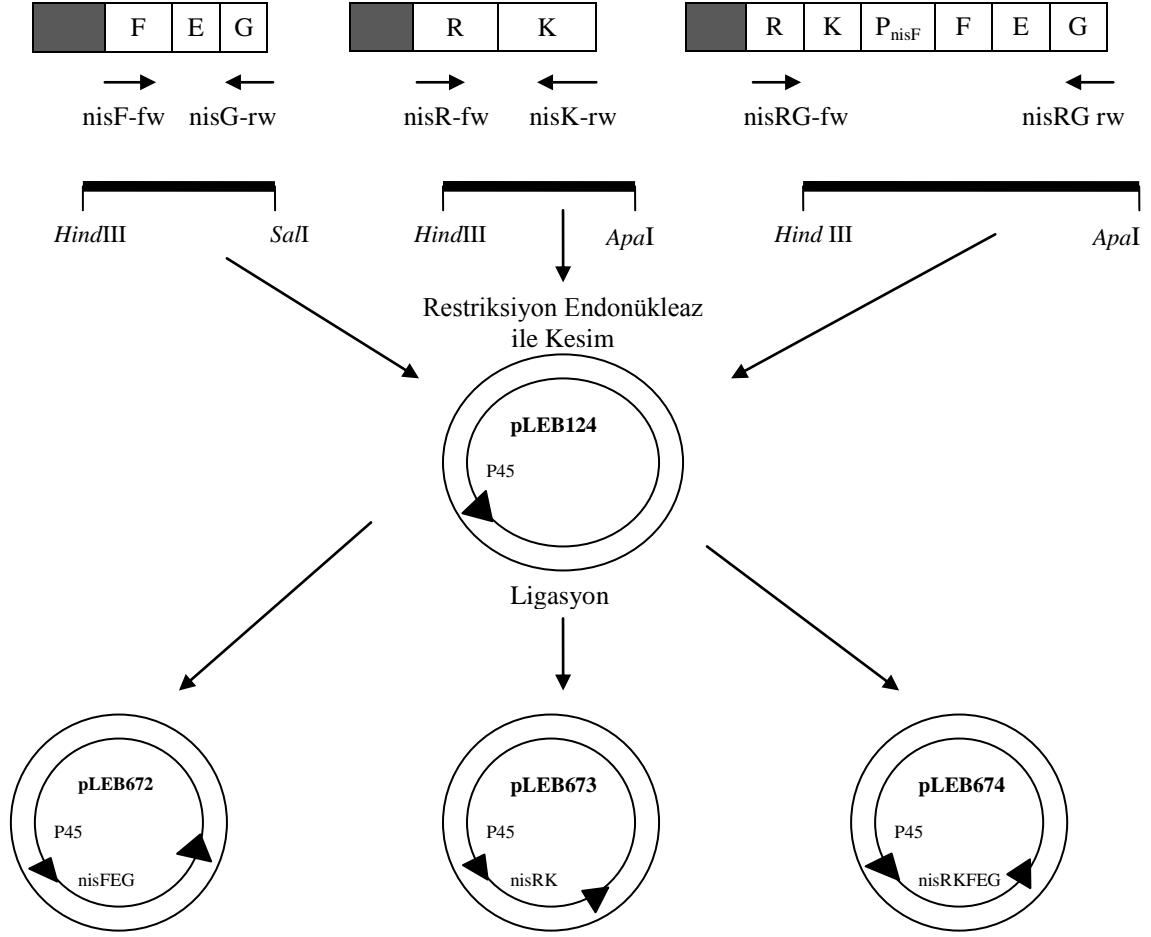 F E G
R K
R K PnisF F E G
nisF-fw nisG-rw
nisR-fw nisK-rw
nisRG-fw nisRG rw
HindIII SalI
HindIII ApaI
Hind III ApaI
Restriksiyon Endonükleaz
ile Kesim
pLEB124
P45
Ligasyon
pLEB672
P45
nisFEG
pLEB673
P45
nisRK
pLEB674
P45
nisRKFEG